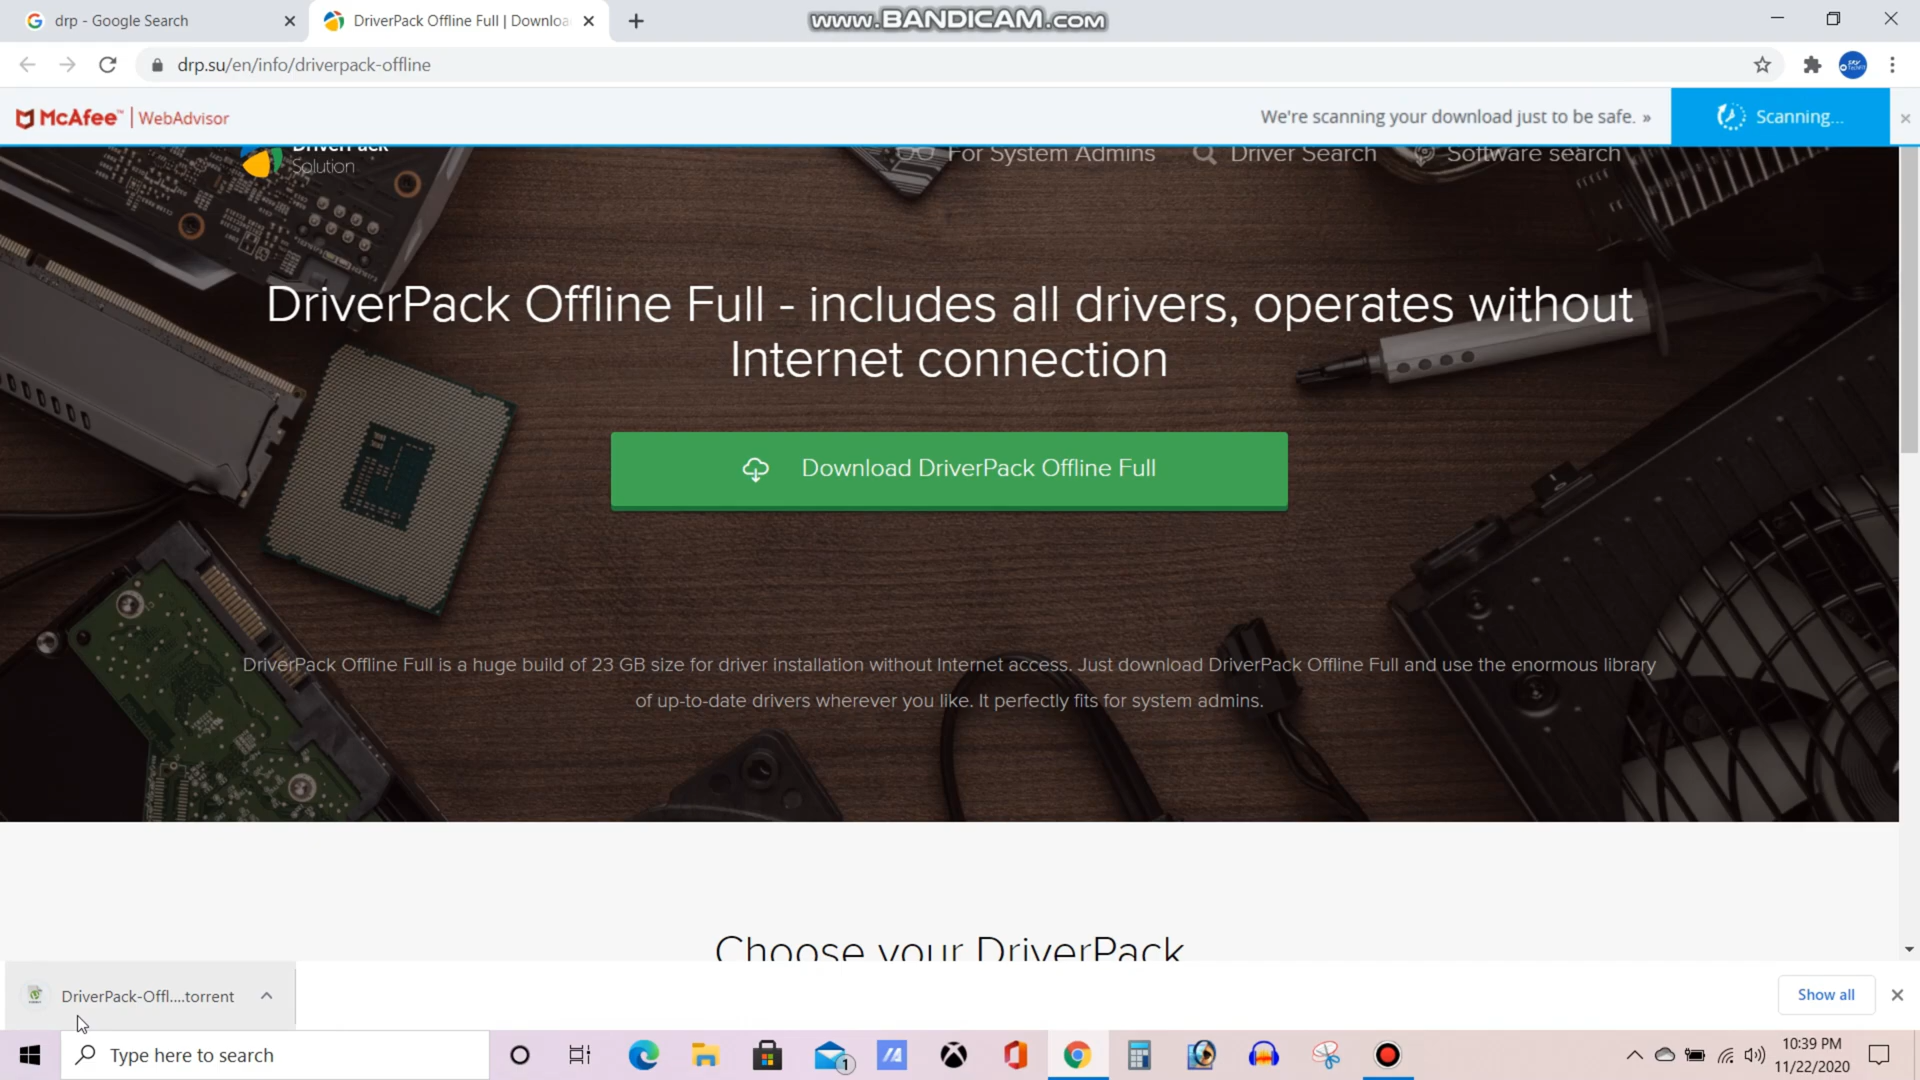 drp - Google Search
DriverPack Offline Full | Downloa
www.BANDICAM.com
drp.su/en/info/driverpack-offline
McAfee™ | WebAdvisor
We're scanning your download just to be safe. »
Scanning...
DriverPack
Solution
For System Admins
Driver Search
Software search
DriverPack Offline Full - includes all drivers, operates without
Internet connection
Download DriverPack Offline Full
DriverPack Offline Full is a huge build of 23 GB size for driver installation without Internet access. Just download DriverPack Offline Full and use the enormous library
of up-to-date drivers wherever you like. It perfectly fits for system admins.
Choose your DriverPack
DriverPack-Offl....torrent
Show all
Type here to search
1
10:39 PM
11/22/2020